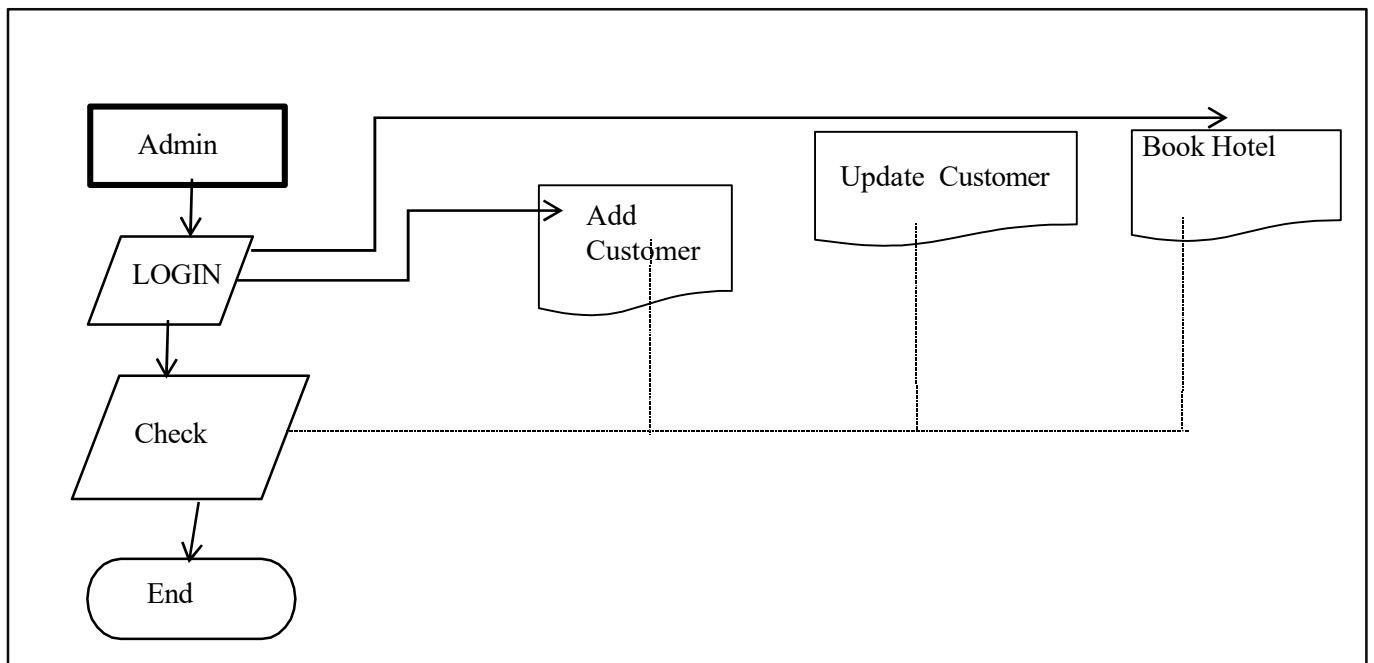 Admin
LOGIN
Check
End
Add
Customer
Update Customer
Book Hotel